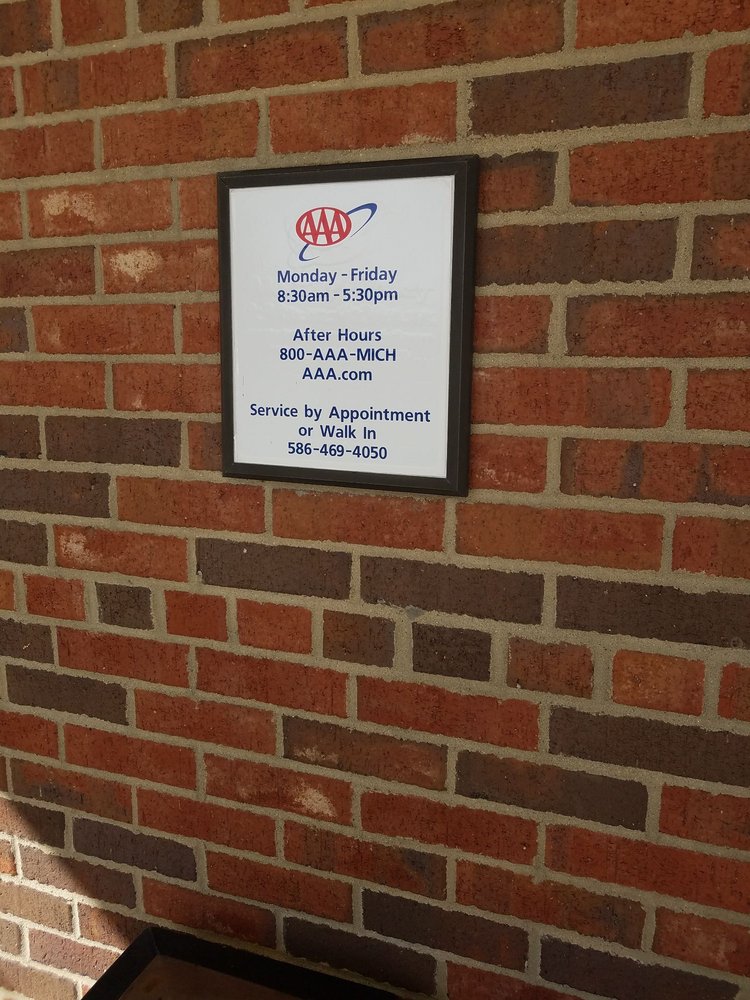 AAA
Monday - Friday
8:30am - 5:30pm
After Hours
800-AAA-MICH
AAA.com
Service by Appointment
or Walk In
586-469-4050